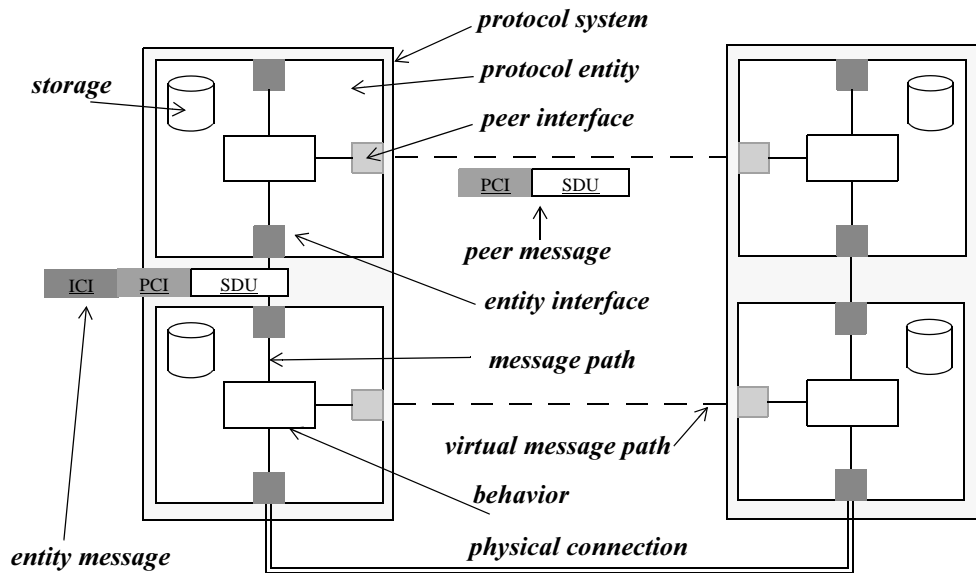 protocol system
protocol entity
storage
peer interface
PCI SDU
peer message
ICI PCI SDU
entity interface
message path
virtual message path
behavior
physical connection
entity message